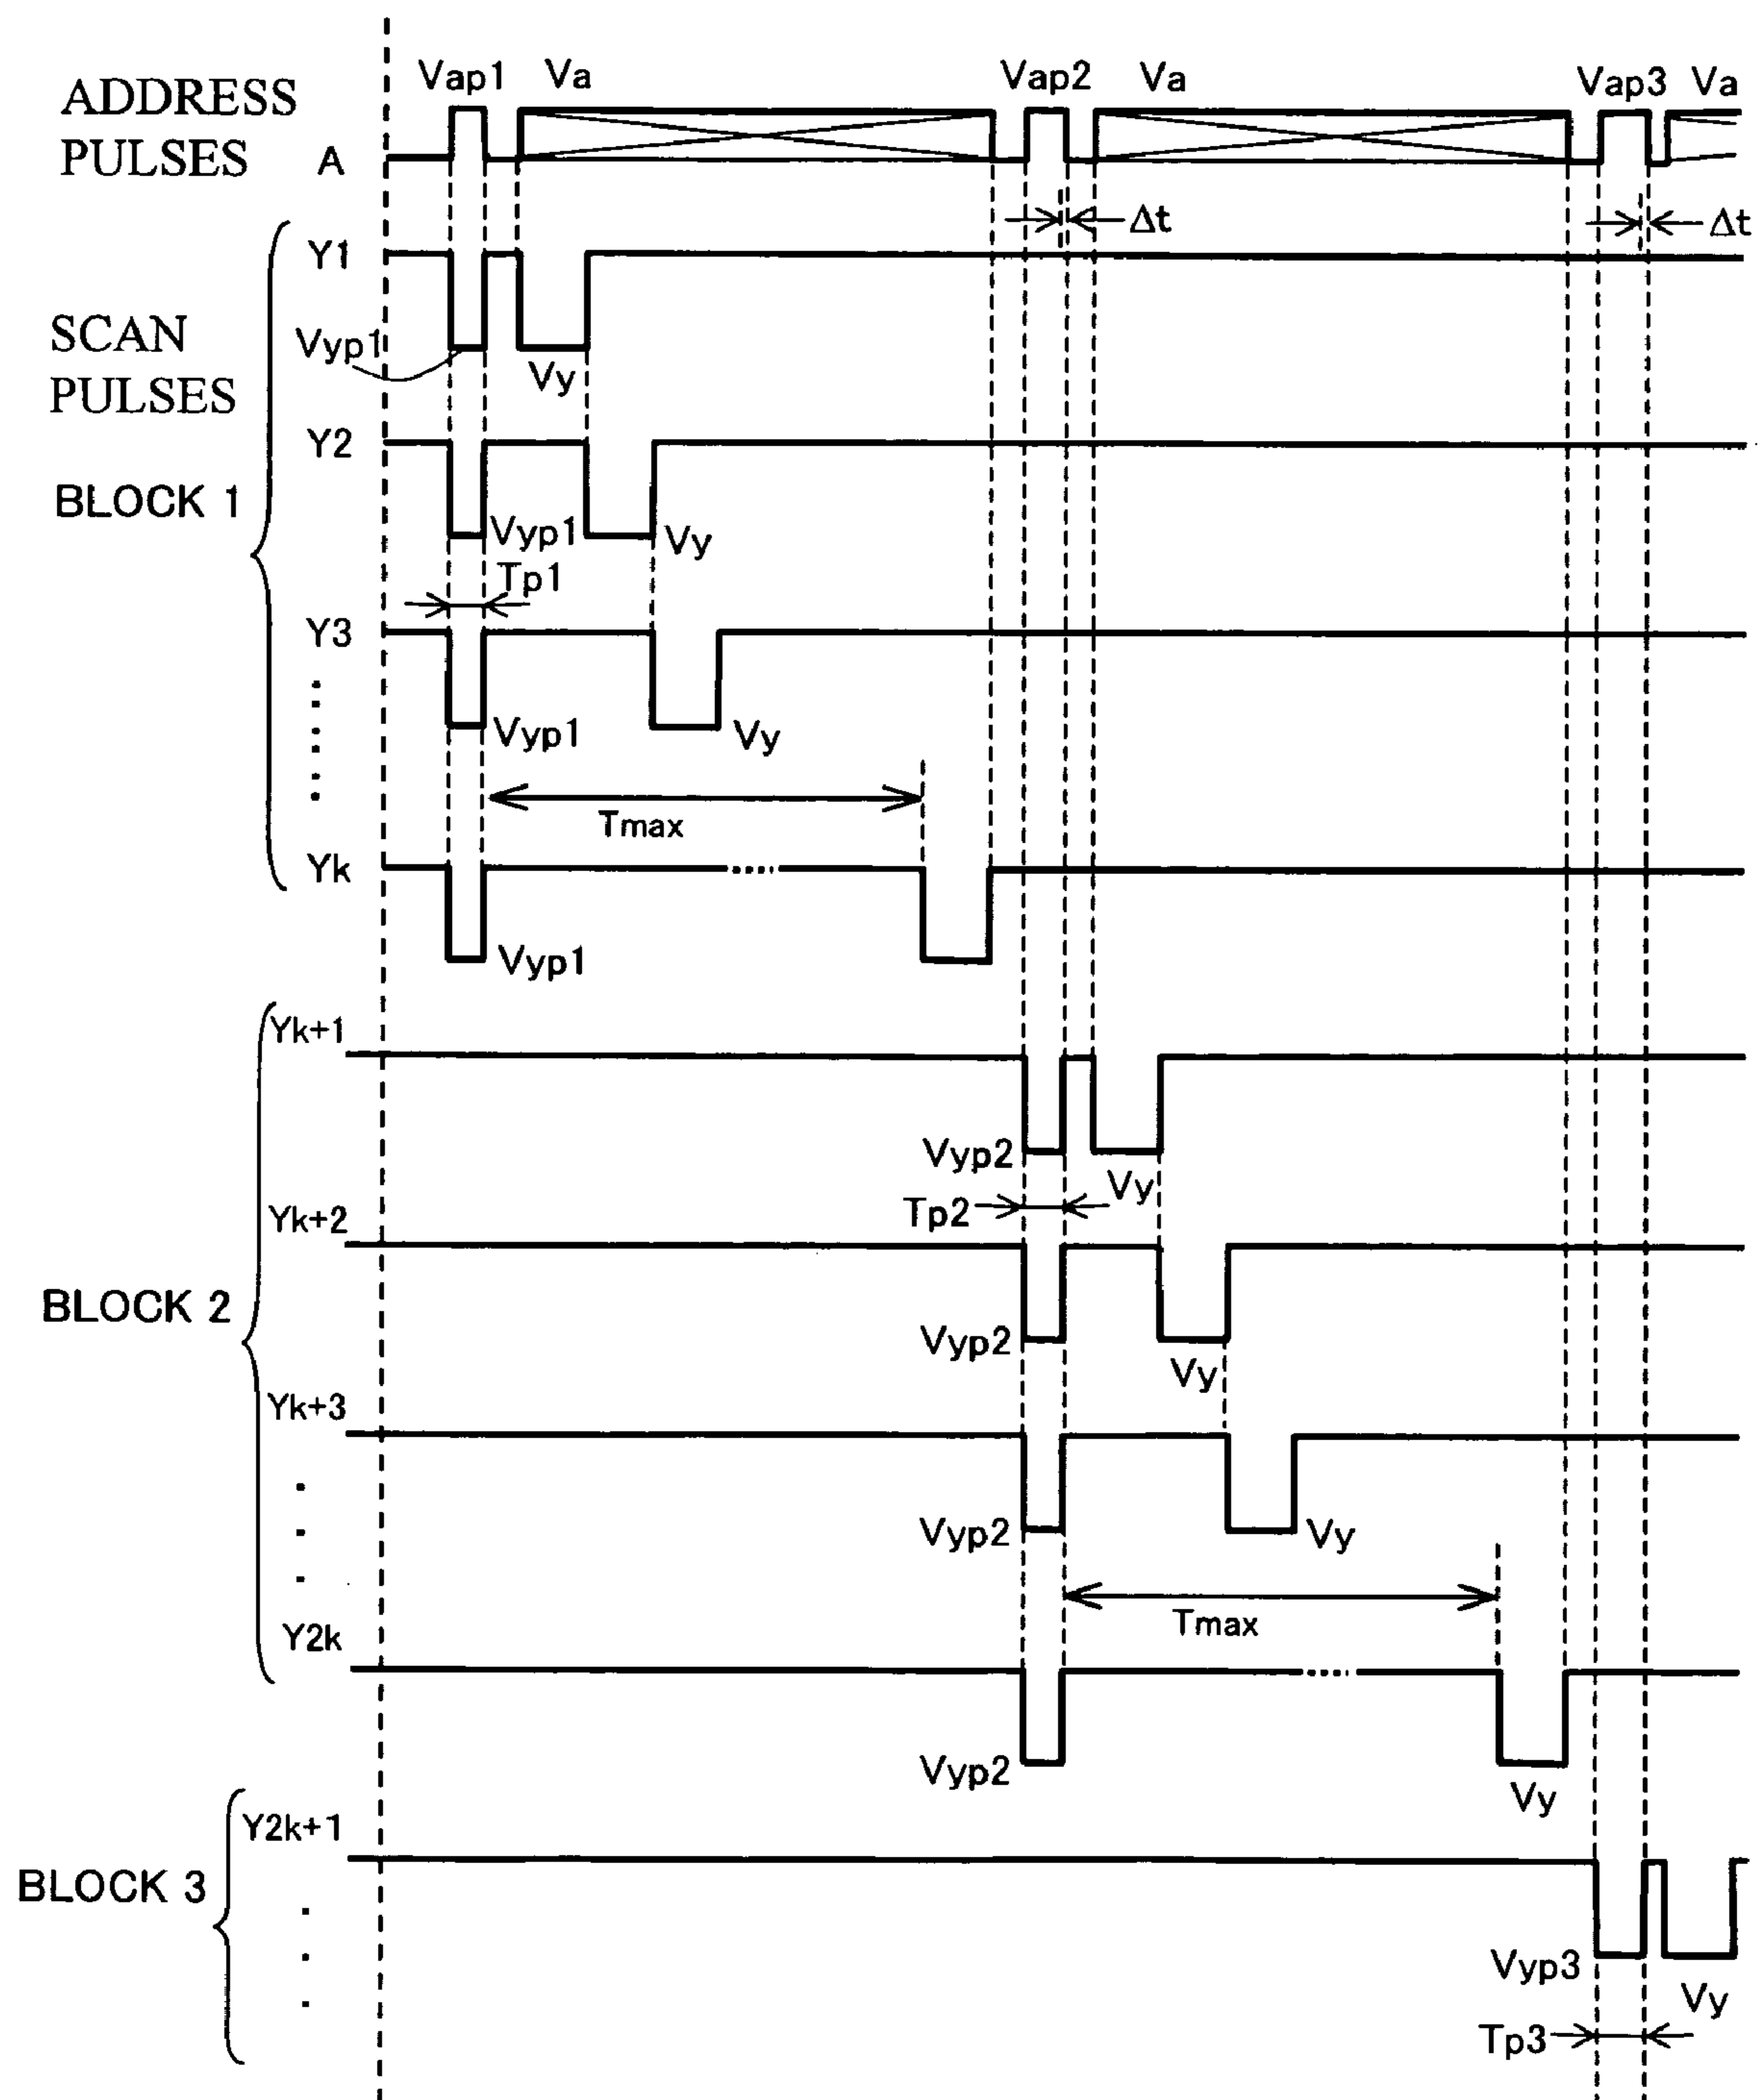 Vap1 Va Vap2 Va Vap3 Va
ADDRESS
PULSES
A
Δt Δt
Y1
SCAN
PULSES
Vyp1
Vy
Y2
BLOCK 1
Vyp1 Vy
Tp1
Y3
Vyp1 Vy
Tmax
Yk
Vyp1
Yk+1
Vyp2
Vy
Tp2
Yk+2
BLOCK 2
Vyp2
Vy
Yk+3
Vyp2 Vy
Tmax
Y2k
Vyp2
Vy
Y2k+1
BLOCK 3
Vyp3
Vy
Tp3